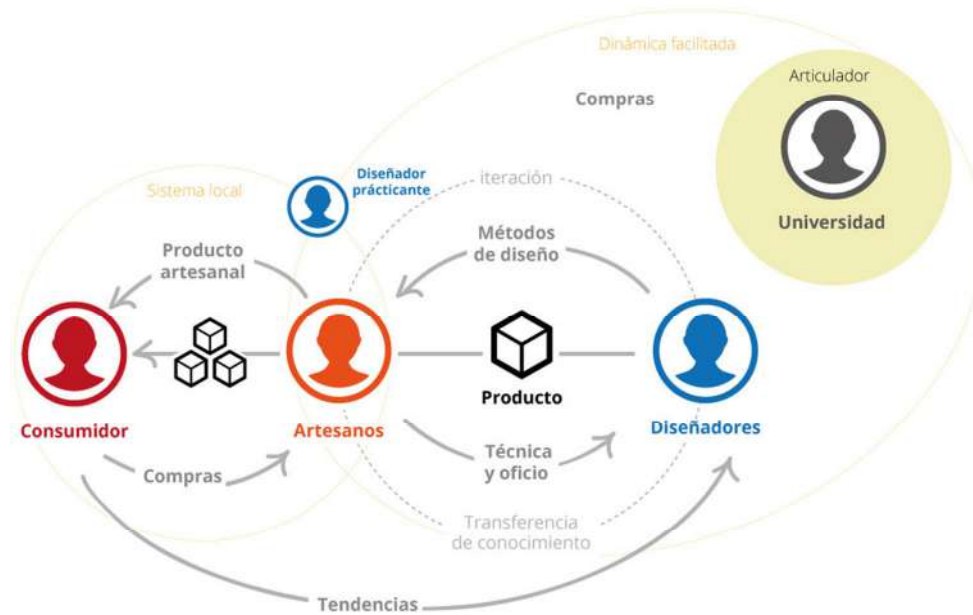 Dinámica facilitada
Articulador
Compras
Universidad
Sistema local
Diseñador
prácticante
iteración
Producto
artesanal
Métodos
de diseño
Producto
Consumidor
Artesanos
Diseñadores
Compras
Técnica
y oficio
Transferencia
de conocimiento
Tendencias